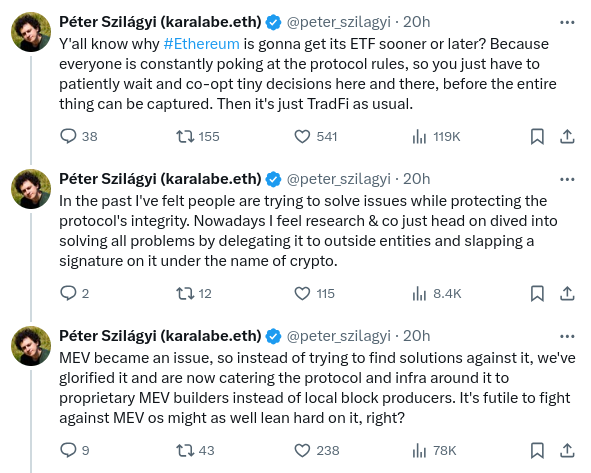 Péter Szilágyi (karalabe.eth) @peter_szilagyi · 20h
Y'all know why #Ethereum is gonna get its ETF sooner or later? Because
everyone is constantly poking at the protocol rules, so you just have to
patiently wait and co-opt tiny decisions here and there, before the entire
thing can be captured. Then it's just TradFi as usual.
38 155 541 119K
Péter Szilágyi (karalabe.eth) @peter_szilagyi · 20h
In the past I've felt people are trying to solve issues while protecting the
protocol's integrity. Nowadays I feel research & co just head on dived into
solving all problems by delegating it to outside entities and slapping a
signature on it under the name of crypto.
2 12 115 8.4K
Péter Szilágyi (karalabe.eth) @peter_szilagyi · 20h
MEV became an issue, so instead of trying to find solutions against it, we've
glorified it and are now catering the protocol and infra around it to
proprietary MEV builders instead of local block producers. It's futile to fight
against MEV os might as well lean hard on it, right?
9 43 238 78K